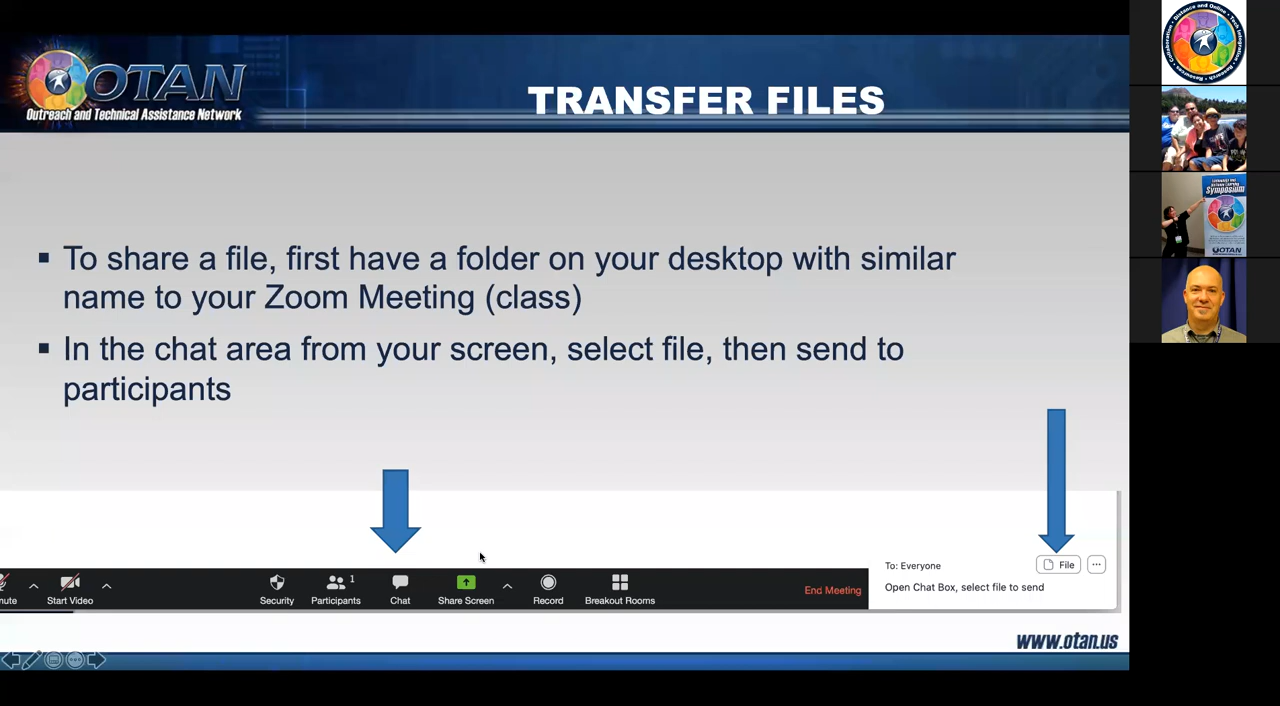 OTAN
Outreach and Technical Assistance Network
TRANSFER FILES
To share a file, first have a folder on your desktop with similar
name to your Zoom Meeting (class)
In the chat area from your screen, select file, then send to
participants
To: Everyone
File
Open Chat Box, select file to send
Start Video
Security
Participants
1
Chat
Share Screen
Record
Breakout Rooms
End Meeting
www.otan.us
Symposium
OTAN